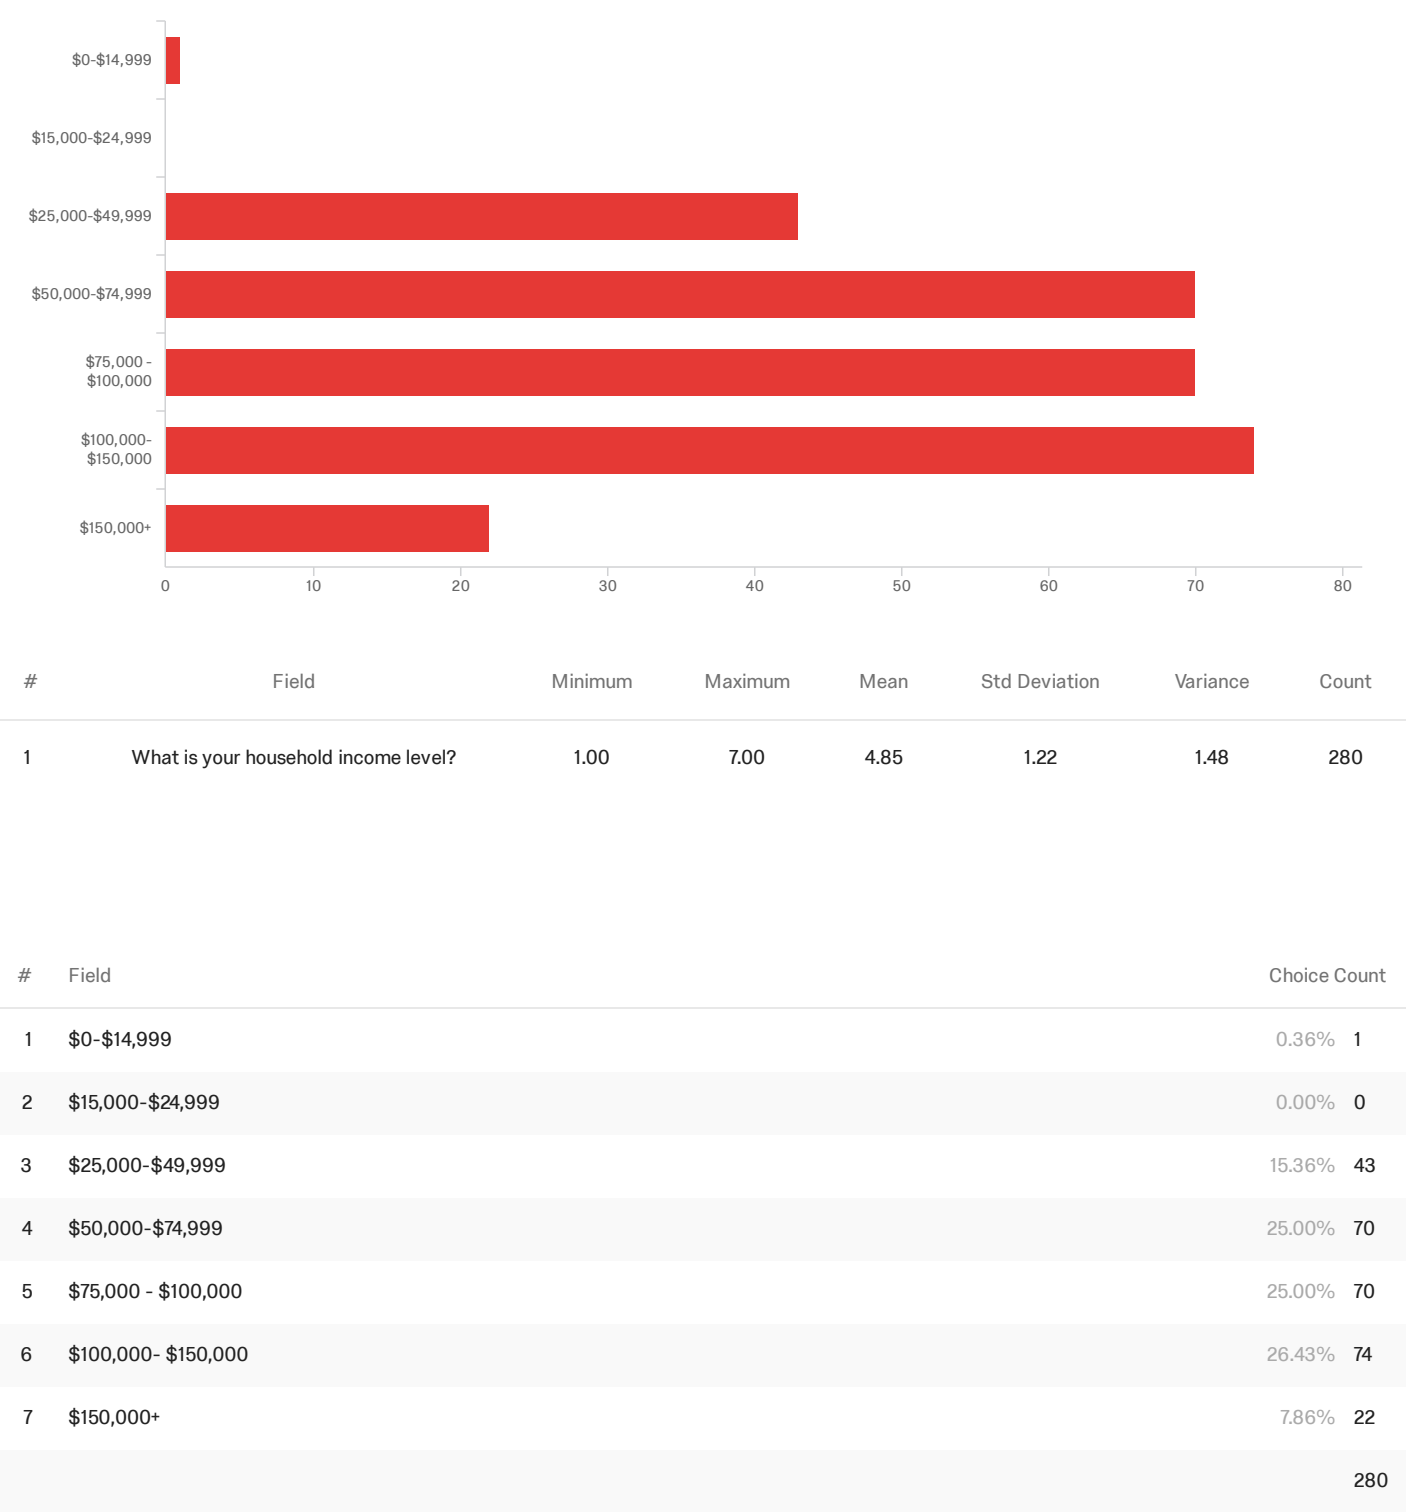 $0-$14,999
$15,000-$24,999
$25,000-$49,999
$50,000-$74,999
$75,000 -
$100,000
$100,000-
$150,000
$150,000+
0 10 20 30 40 50 60 70 80
# Field Minimum Maximum Mean Std Deviation Variance Count
1 What is your household income level? 1.00 7.00 4.85 1.22 1.48 280
# Field Choice Count
1 $0-$14,999 0.36% 1
2 $15,000-$24,999 0.00% 0
3 $25,000-$49,999 15.36% 43
4 $50,000-$74,999 25.00% 70
5 $75,000 - $100,000 25.00% 70
6 $100,000- $150,000 26.43% 74
7 $150,000+ 7.86% 22
280